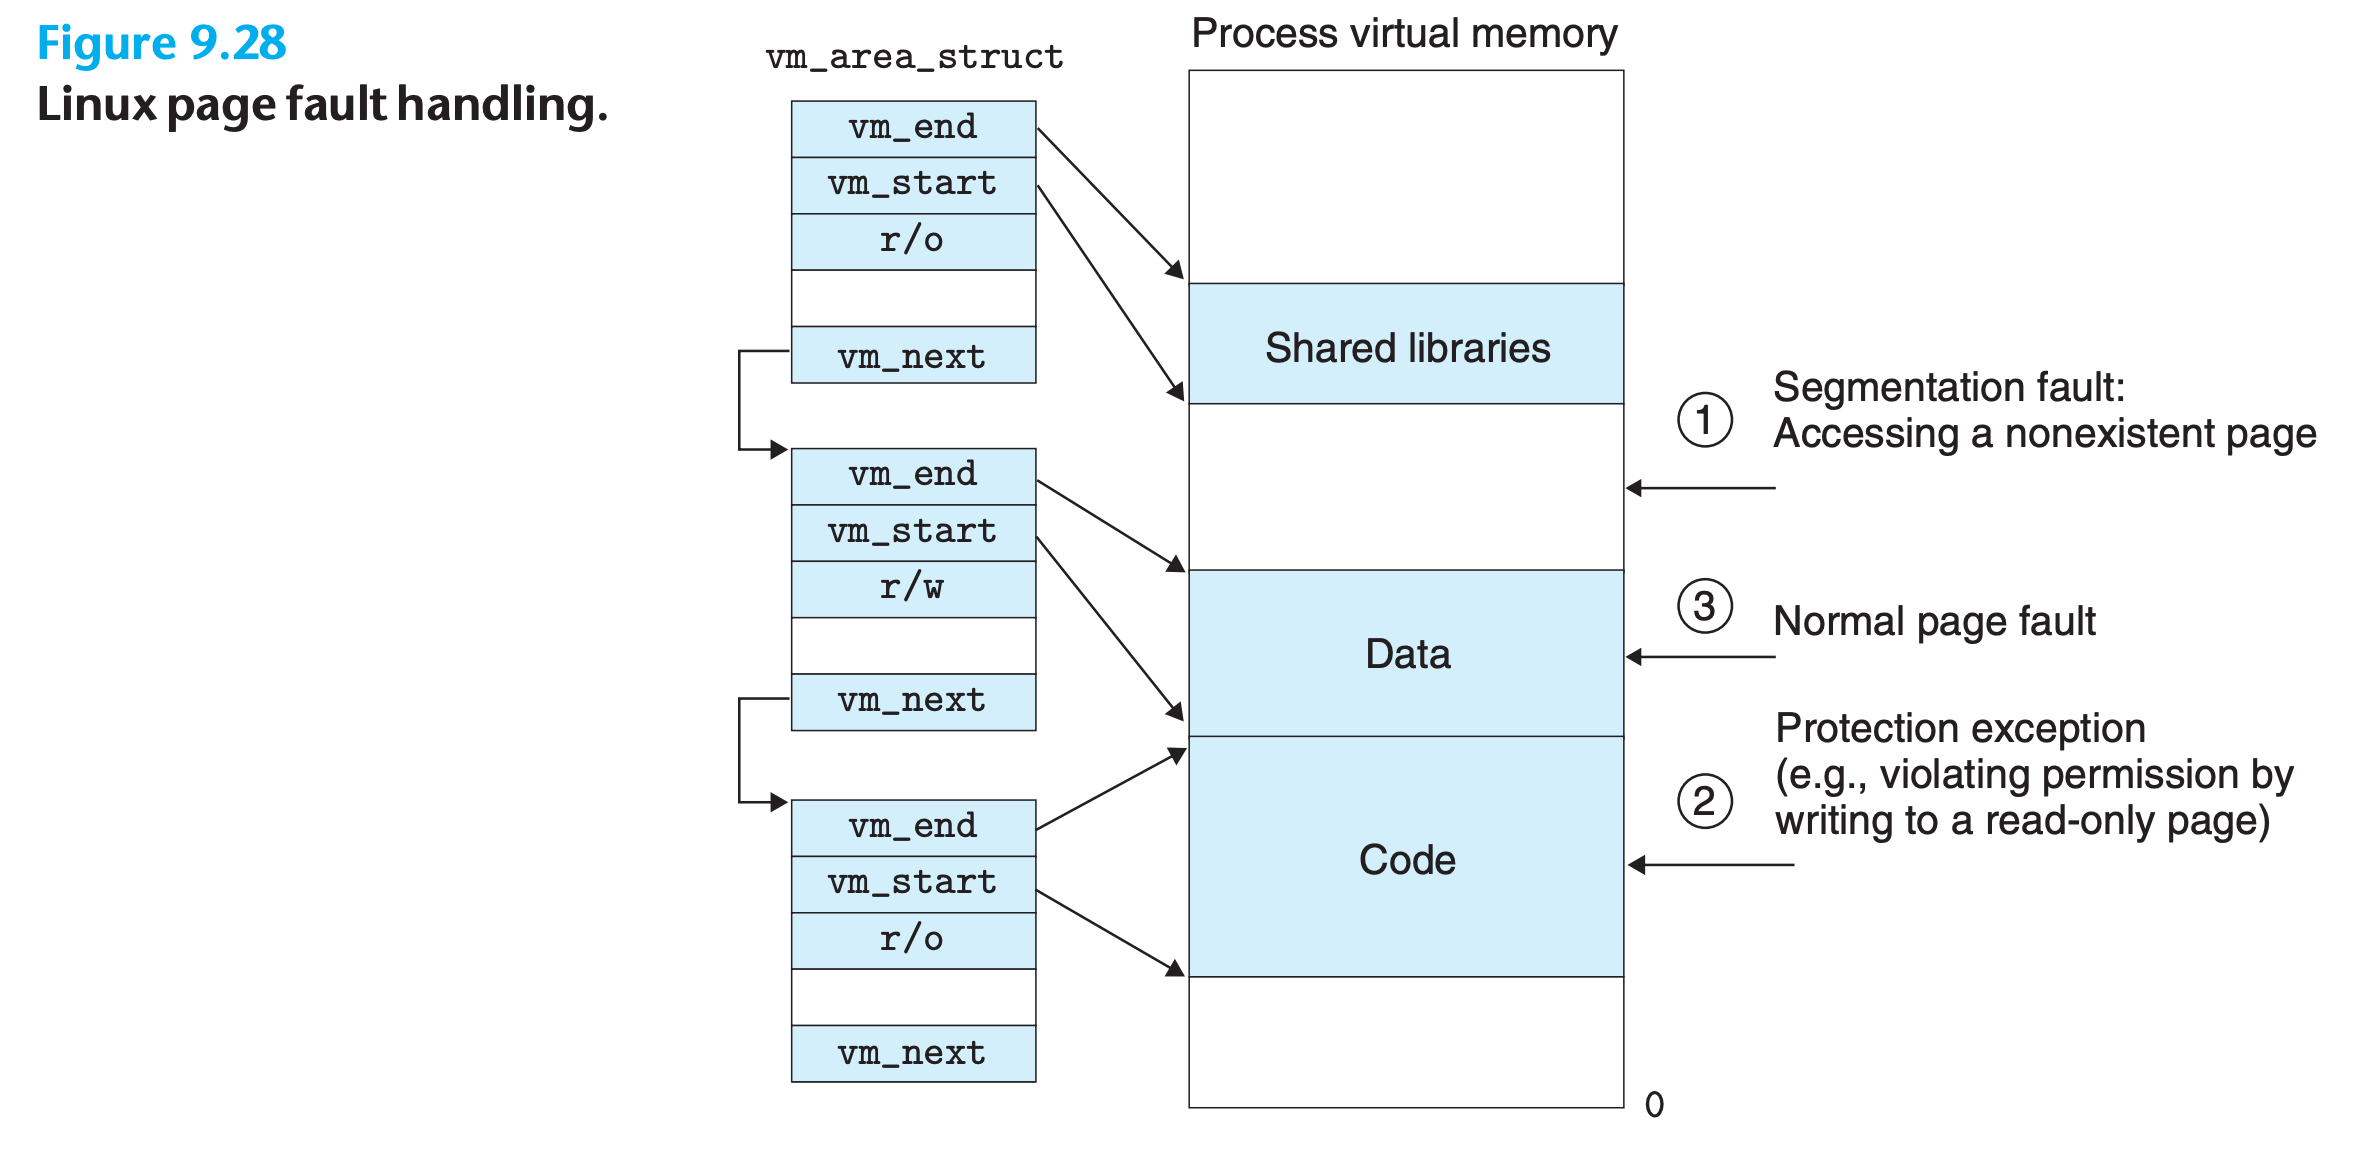 Figure 9.28
Linux page fault handling.
vm_area_struct
vm_end
vm_start
r/o
vm_next
vm_end
vm_start
r/w
vm_next
vm_end
vm_start
r/o
vm_next
Process virtual memory
Shared libraries
Data
Code
0
1 Segmentation fault:
Accessing a nonexistent page
3 Normal page fault
Protection exception
2 (e.g., violating permission by
writing to a read-only page)